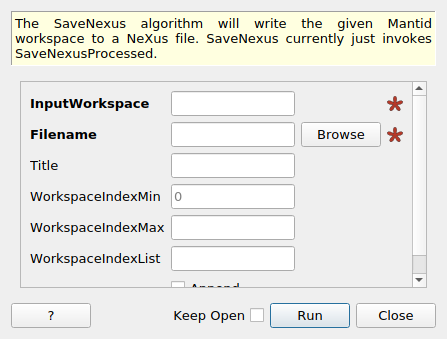 The SaveNexus algorithm will write the given Mantid
workspace to a NeXus file. SaveNexus currently just invokes
SaveNexusProcessed.
InputWorkspace
Filename Browse
Title
WorkspaceIndexMin 0
WorkspaceIndexMax
WorkspaceIndexList
Append
? Keep Open Run Close